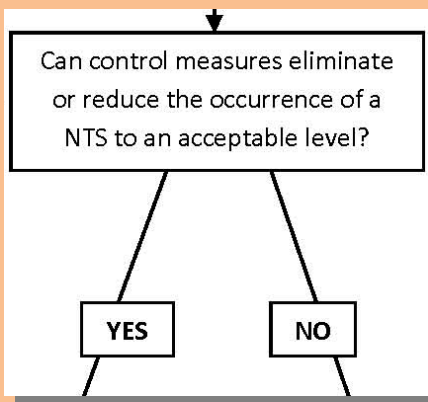 Can control measures eliminate
or reduce the occurrence of a
NTS to an acceptable level?
YES
NO